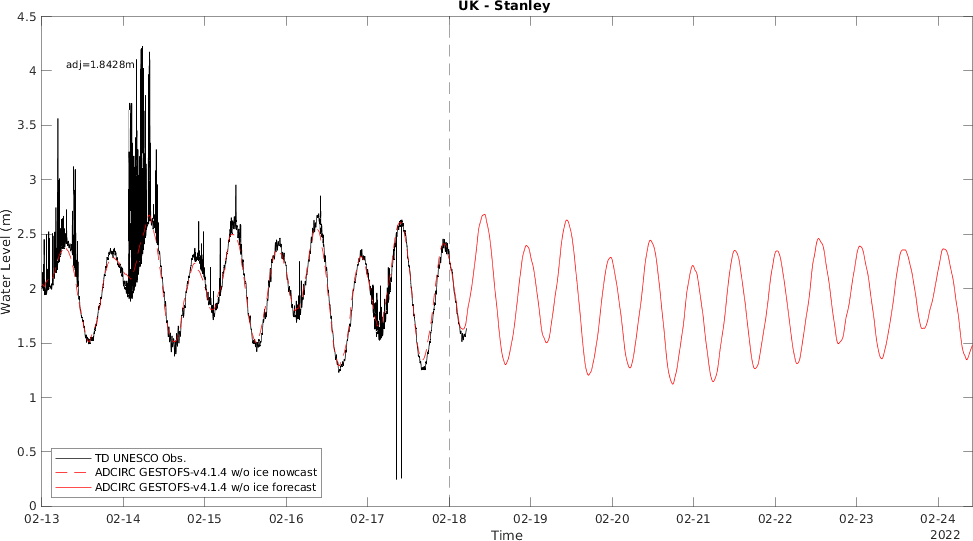 UK - Stanley
4.5
4
3.5
3
2.5
2
1.5
1
0.5
0
Water Level (m)
adj=1.8428m
TD UNESCO Obs.
ADCIRC GESTOFS-v4.1.4 w/o ice nowcast
ADCIRC GESTOFS-v4.1.4 w/o ice forecast
02-13 02-14 02-15 02-16 02-17 02-18 02-19 02-20 02-21 02-22 02-23 02-24
Time
2022